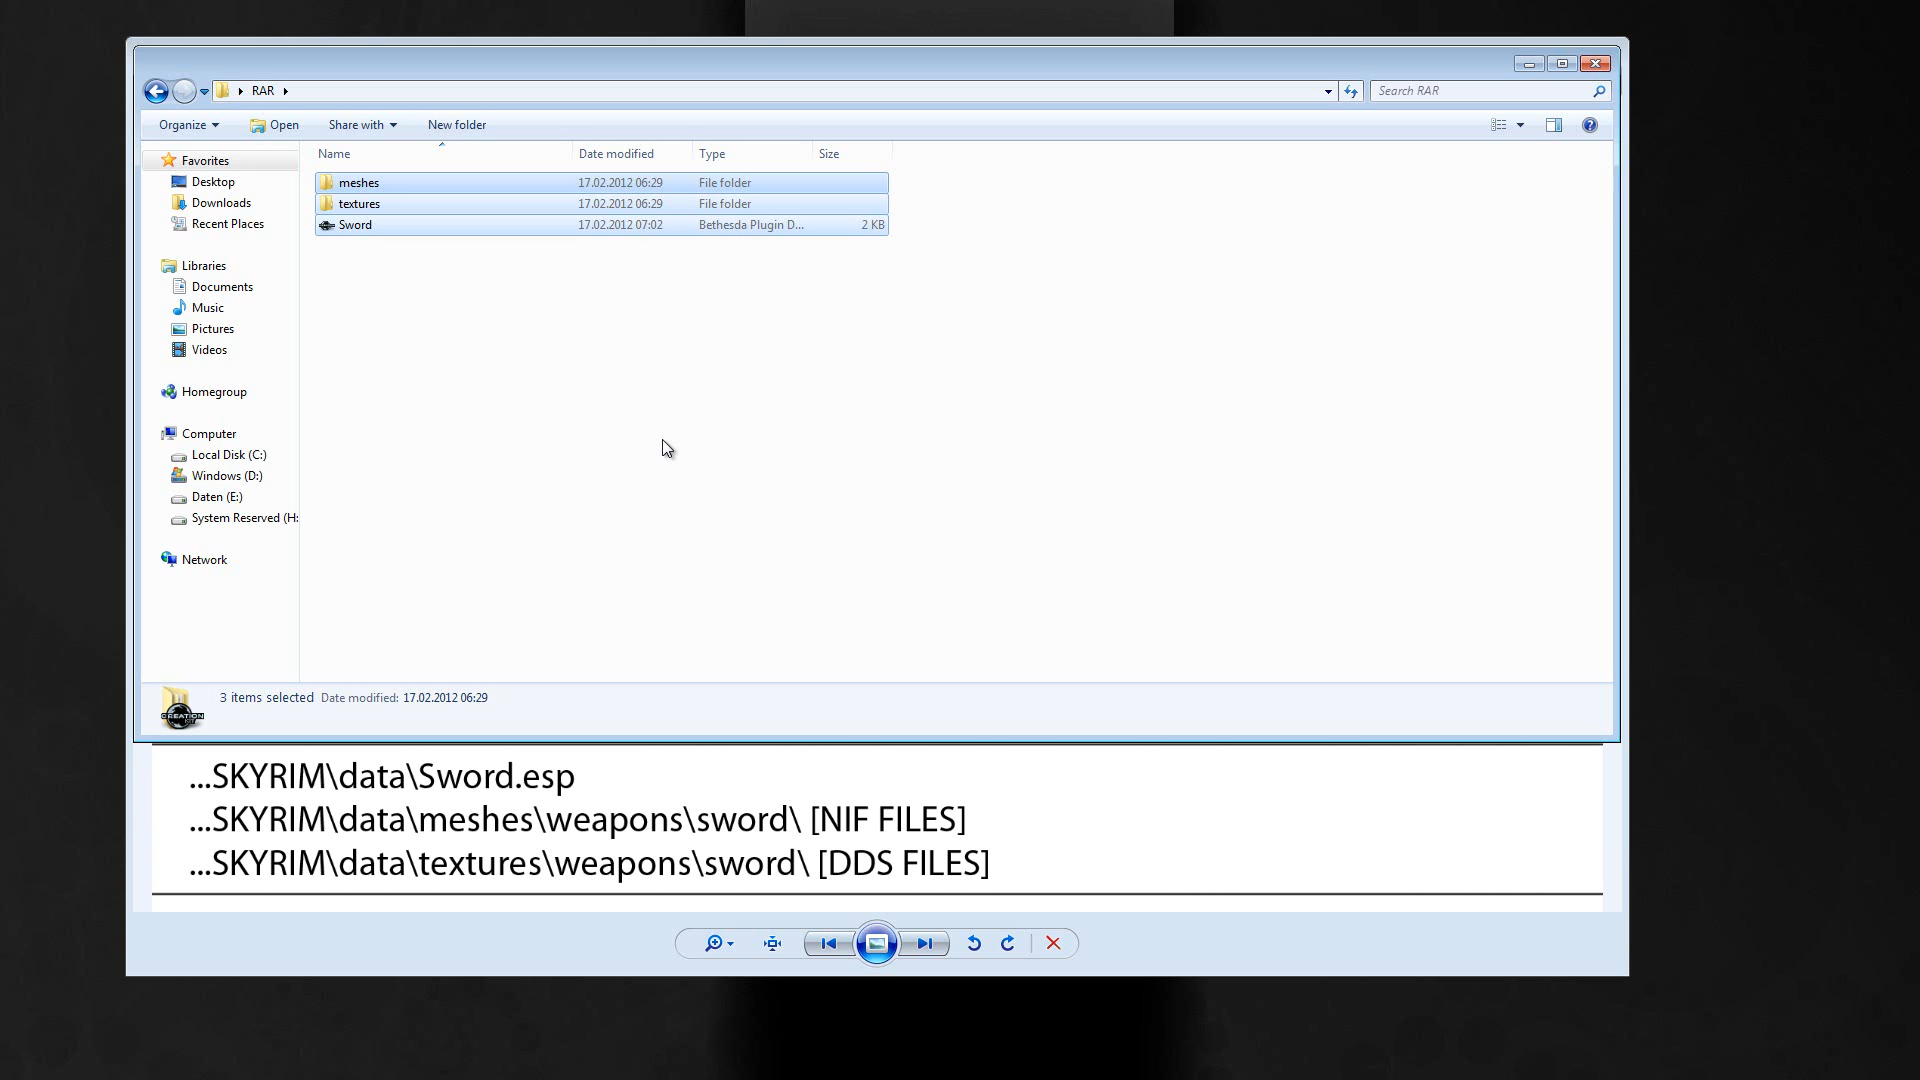 RAR
Search RAR
Organize Open Share with New folder
Name Date modified Type Size
meshes 17.02.2012 06:29 File folder
textures 17.02.2012 06:29 File folder
Sword 17.02.2012 07:02 Bethesda Plugin D... 2 KB
Favorites
Desktop
Downloads
Recent Places
Libraries
Documents
Music
Pictures
Videos
Homegroup
Computer
Local Disk (C:)
Windows (D:)
Daten (E:)
System Reserved (H:
Network
CREATION KIT
3 items selected Date modified: 17.02.2012 06:29
...SKYRIM\data\Sword.esp
...SKYRIM\data\meshes\weapons\sword\ [NIF FILES]
...SKYRIM\data\textures\weapons\sword\ [DDS FILES]